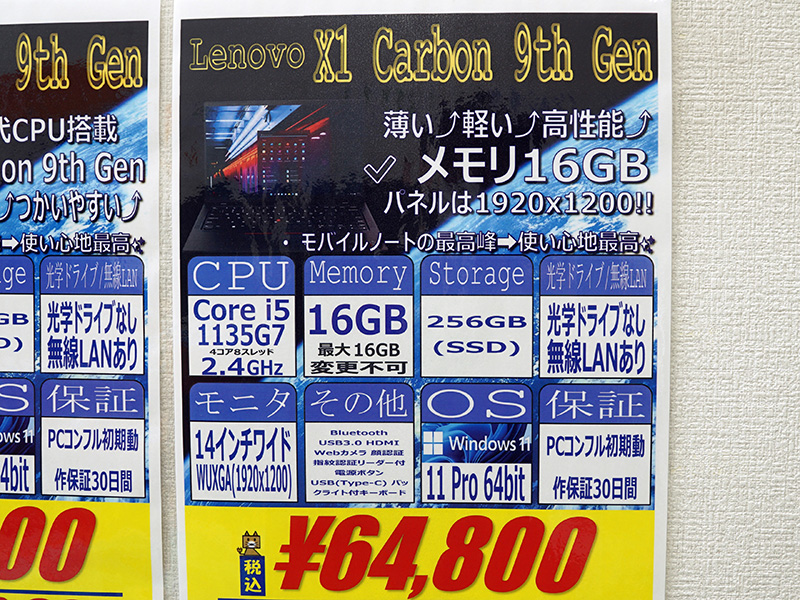 9th Gen
代CPU搭載
on 9th Gen
⤴つかいやすい⤴
➡使い心地最高
光学ドライブ/無線LAN
光学ドライブなし
無線LANあり
保証
PCコンフル初期動
作保証30日間
00
Lenovo X1 Carbon 9th Gen
薄い⤴軽い⤴高性能⤴
✓メモリ16GB
パネルは1920x1200!!
・モバイルノートの最高峰➡使い心地最高
CPU
Core i5
1135G7
4コア8スレッド
2.4GHz
Memory
16GB
最大16GB
変更不可
Storage
256GB
(SSD)
光学ドライブ/無線LAN
光学ドライブなし
無線LANあり
モニタ
14インチワイド
WUXGA(1920x1200)
その他
Bluetooth
USB3.0 HDMI
Webカメラ 顔認証
指紋認証リーダー付
電源ボタン
USB(Type-C) バッ
クライト付キーボード
OS
Windows 11
11 Pro 64bit
保証
PCコンフル初期動
作保証30日間
税込
¥64,800